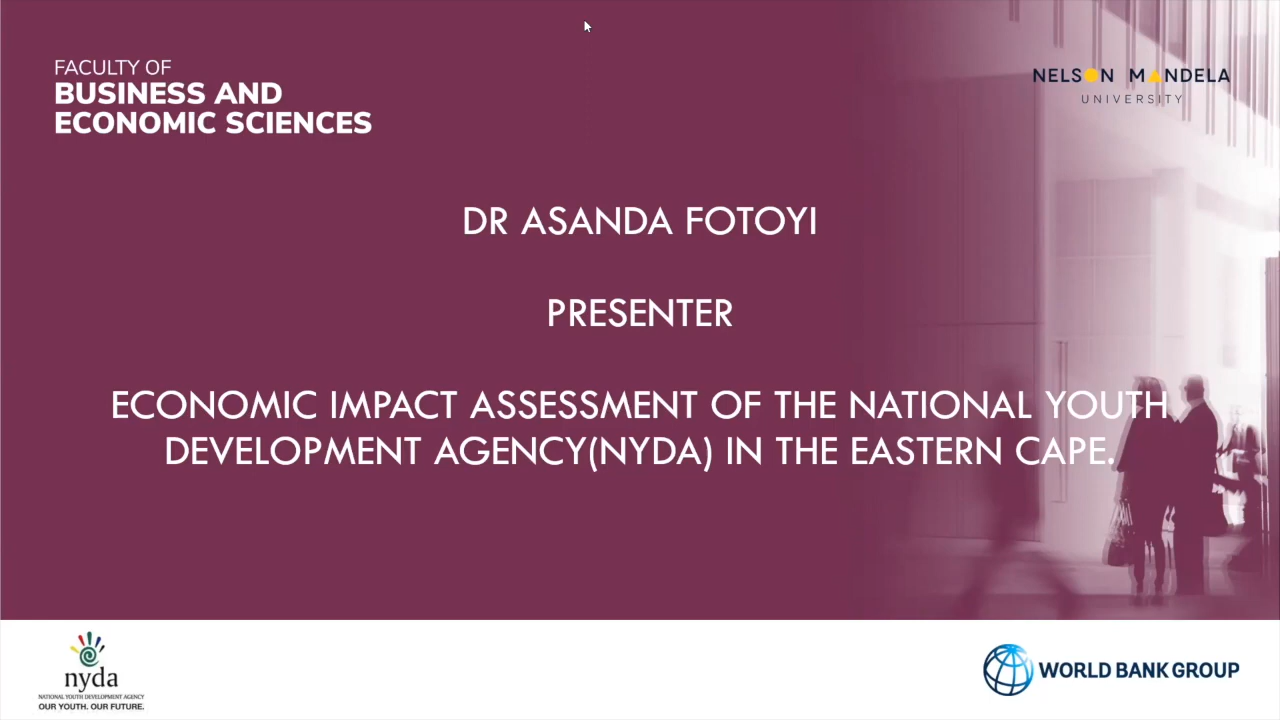 FACULTY OF
BUSINESS AND
ECONOMIC SCIENCES
NELSON MANDELA
UNIVERSITY
DR ASANDA FOTOYI
PRESENTER
ECONOMIC IMPACT ASSESSMENT OF THE NATIONAL YOUTH
DEVELOPMENT AGENCY(NYDA) IN THE EASTERN CAPE.
nyda
NATIONAL YOUTH DEVELOPMENT AGENCY
OUR YOUTH. OUR FUTURE.
WORLD BANK GROUP